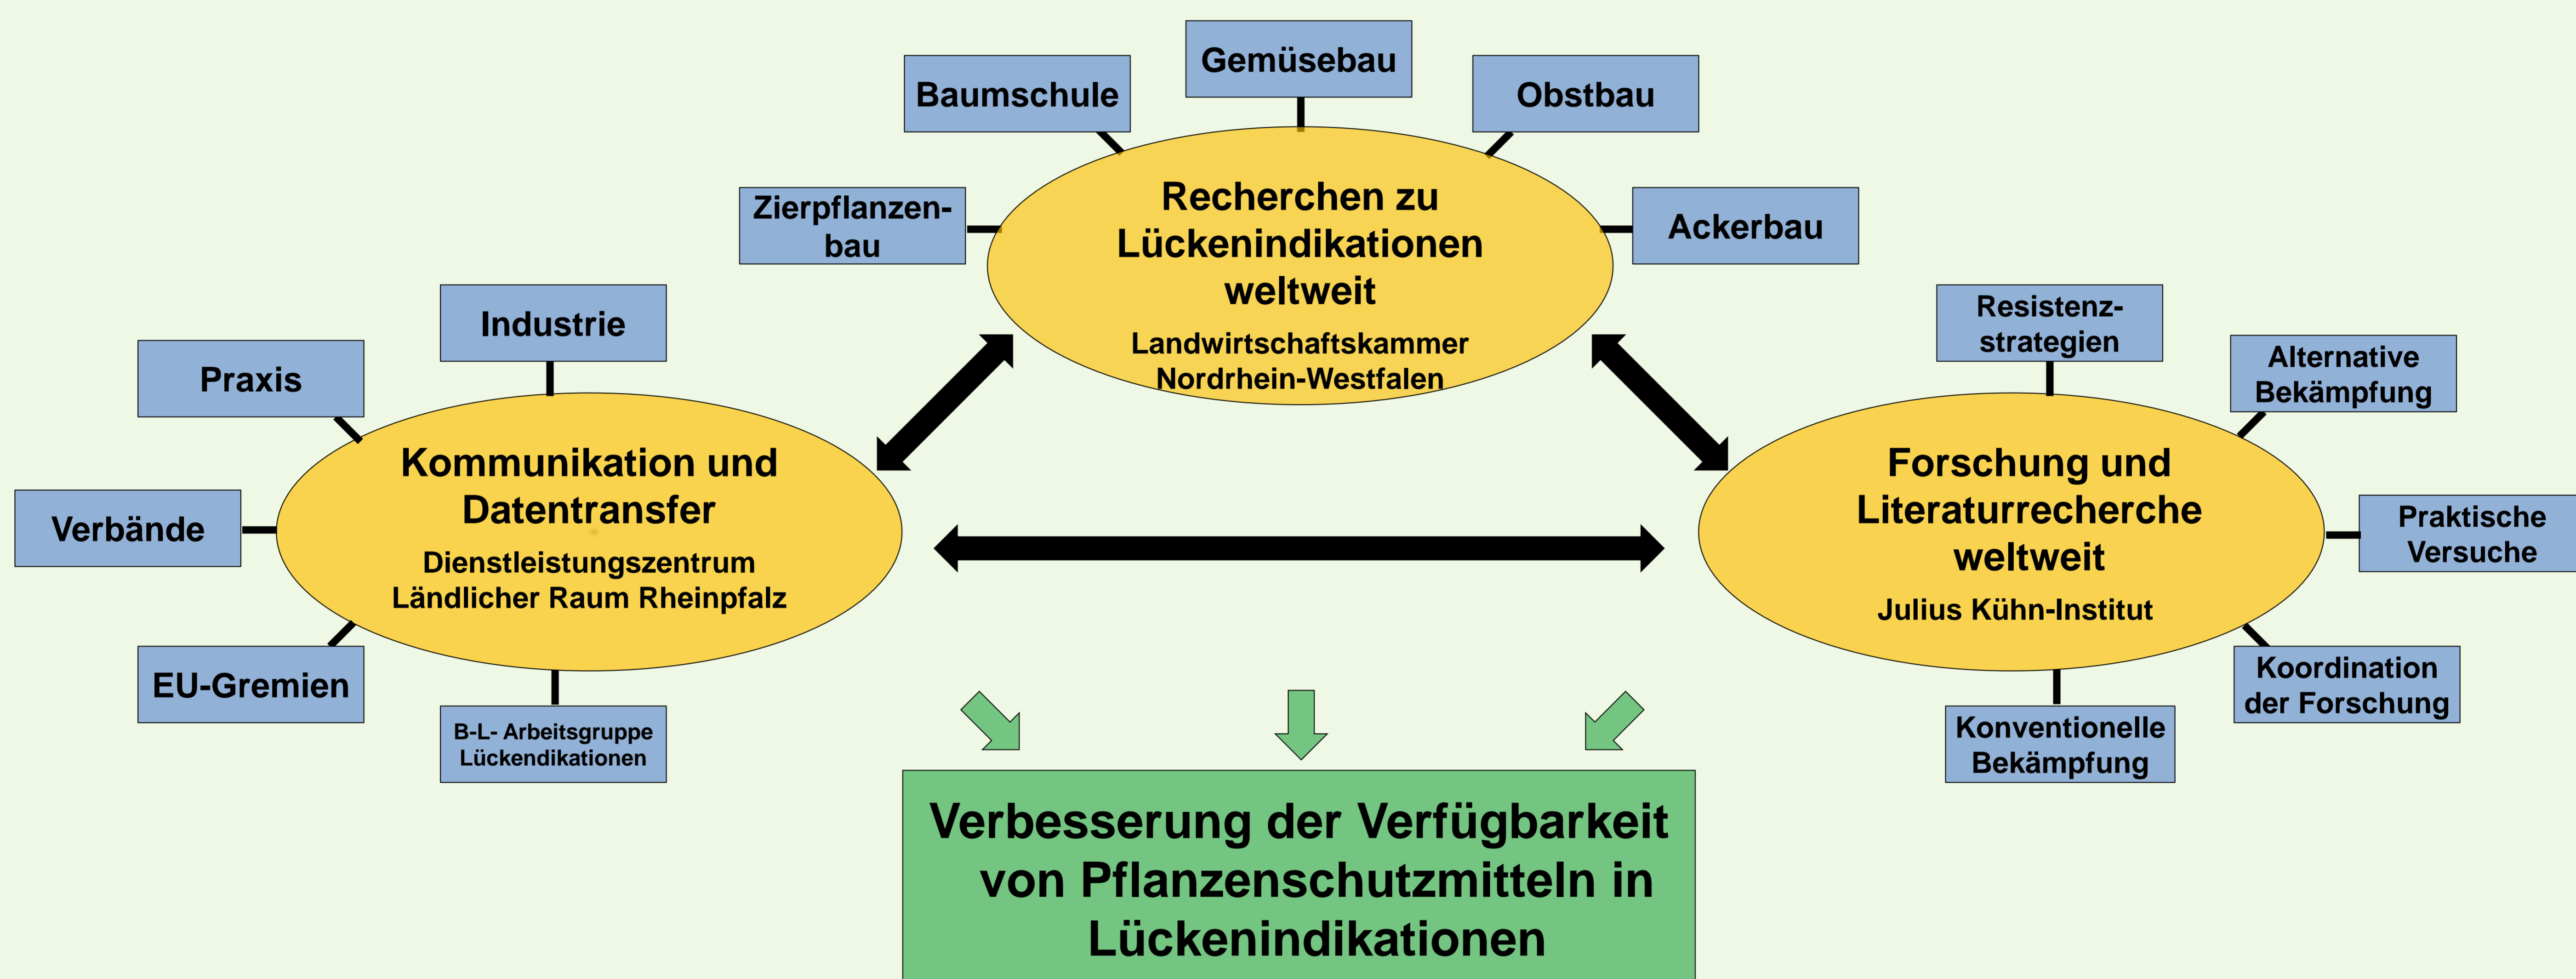 Gemüsebau
Baumschule
Obstbau
Zierpflanzen-
bau
Ackerbau
Recherchen zu
Lückenindikationen
weltweit
Landwirtschaftskammer
Nordrhein-Westfalen
Industrie
Praxis
Verbände
EU-Gremien
B-L- Arbeitsgruppe
Lückendikationen
Kommunikation und
Datentransfer
Dienstleistungszentrum
Ländlicher Raum Rheinpfalz
Resistenz-
strategien
Alternative
Bekämpfung
Praktische
Versuche
Koordination
der Forschung
Konventionelle
Bekämpfung
Forschung und
Literaturrecherche
weltweit
Julius Kühn-Institut
Verbesserung der Verfügbarkeit
von Pflanzenschutzmitteln in
Lückenindikationen